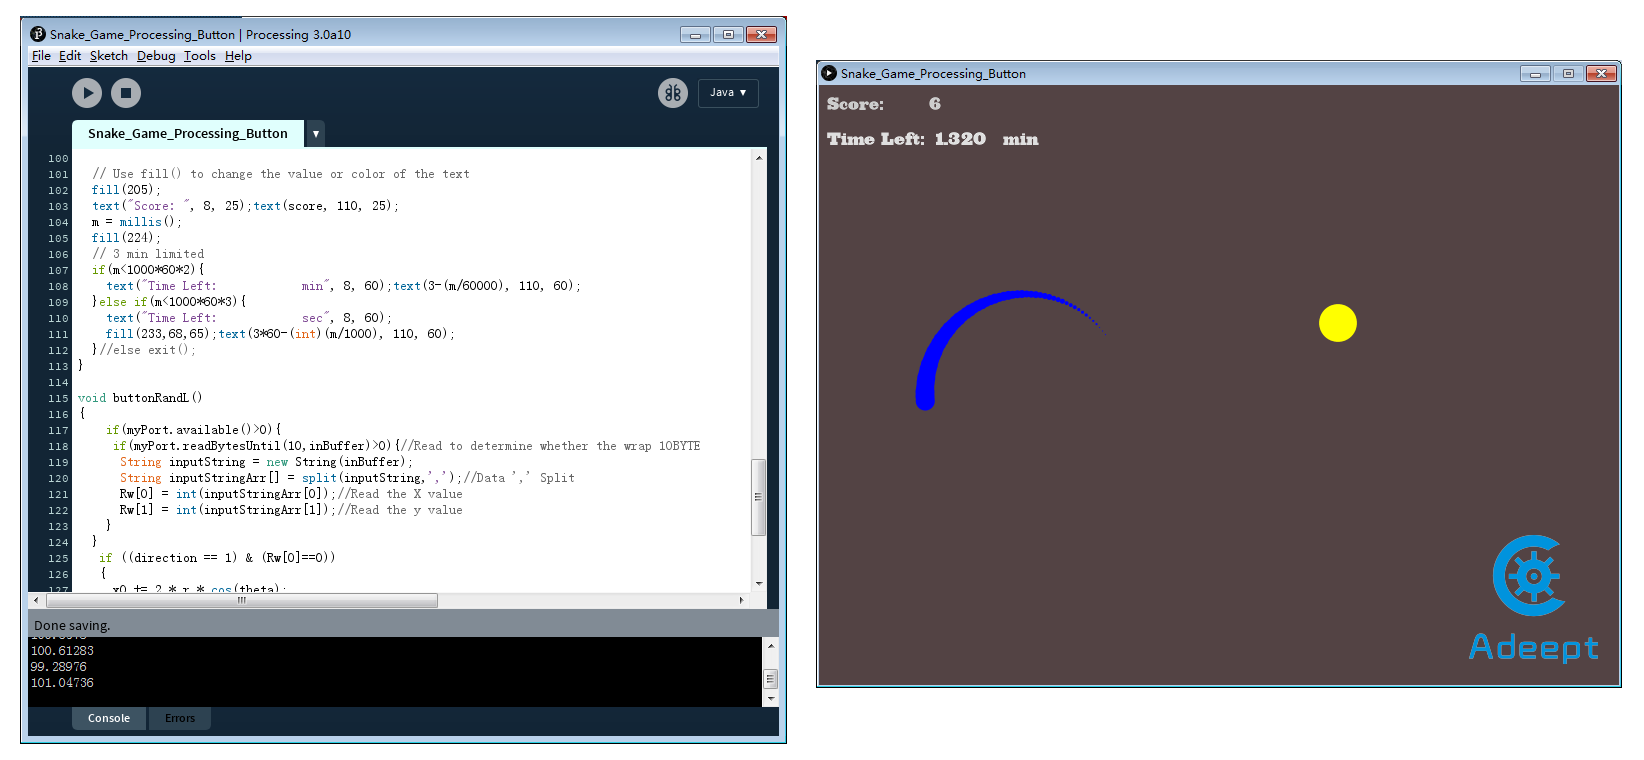 Snake_Game_Processing_Button | Processing 3.0a10
File Edit Sketch Debug Tools Help
Java ▾
Snake_Game_Processing_Button ▾
100
101 // Use fill() to change the value or color of the text
102 fill(205);
103 text("Score: ", 8, 25);text(score, 110, 25);
104 m = millis();
105 fill(224);
106 // 3 min limited
107 if(m<1000*60*2){
108 text("Time Left:            min", 8, 60);text(3-(m/60000), 110, 60);
109 }else if(m<1000*60*3){
110 text("Time Left:            sec", 8, 60);
111 fill(233,68,65);text(3*60-(int)(m/1000), 110, 60);
112 }//else exit();
113 }
114
115 void buttonRandL()
116 {
117 if(myPort.available()>0){
118 if(myPort.readBytesUntil(10,inBuffer)>0){//Read to determine whether the wrap 10BYTE
119 String inputString = new String(inBuffer);
120 String inputStringArr[] = split(inputString,',');//Data ',' Split
121 Rw[0] = int(inputStringArr[0]);//Read the X value
122 Rw[1] = int(inputStringArr[1]);//Read the y value
123 }
124 }
125 if ((direction == 1) & (Rw[0]==0))
126 {
127 x0 += 2 * r * cos(theta);
Done saving.
100.61283
99.28976
101.04736
Console Errors
Snake_Game_Processing_Button
Score: 6
Time Left: 1.320 min
Adeept